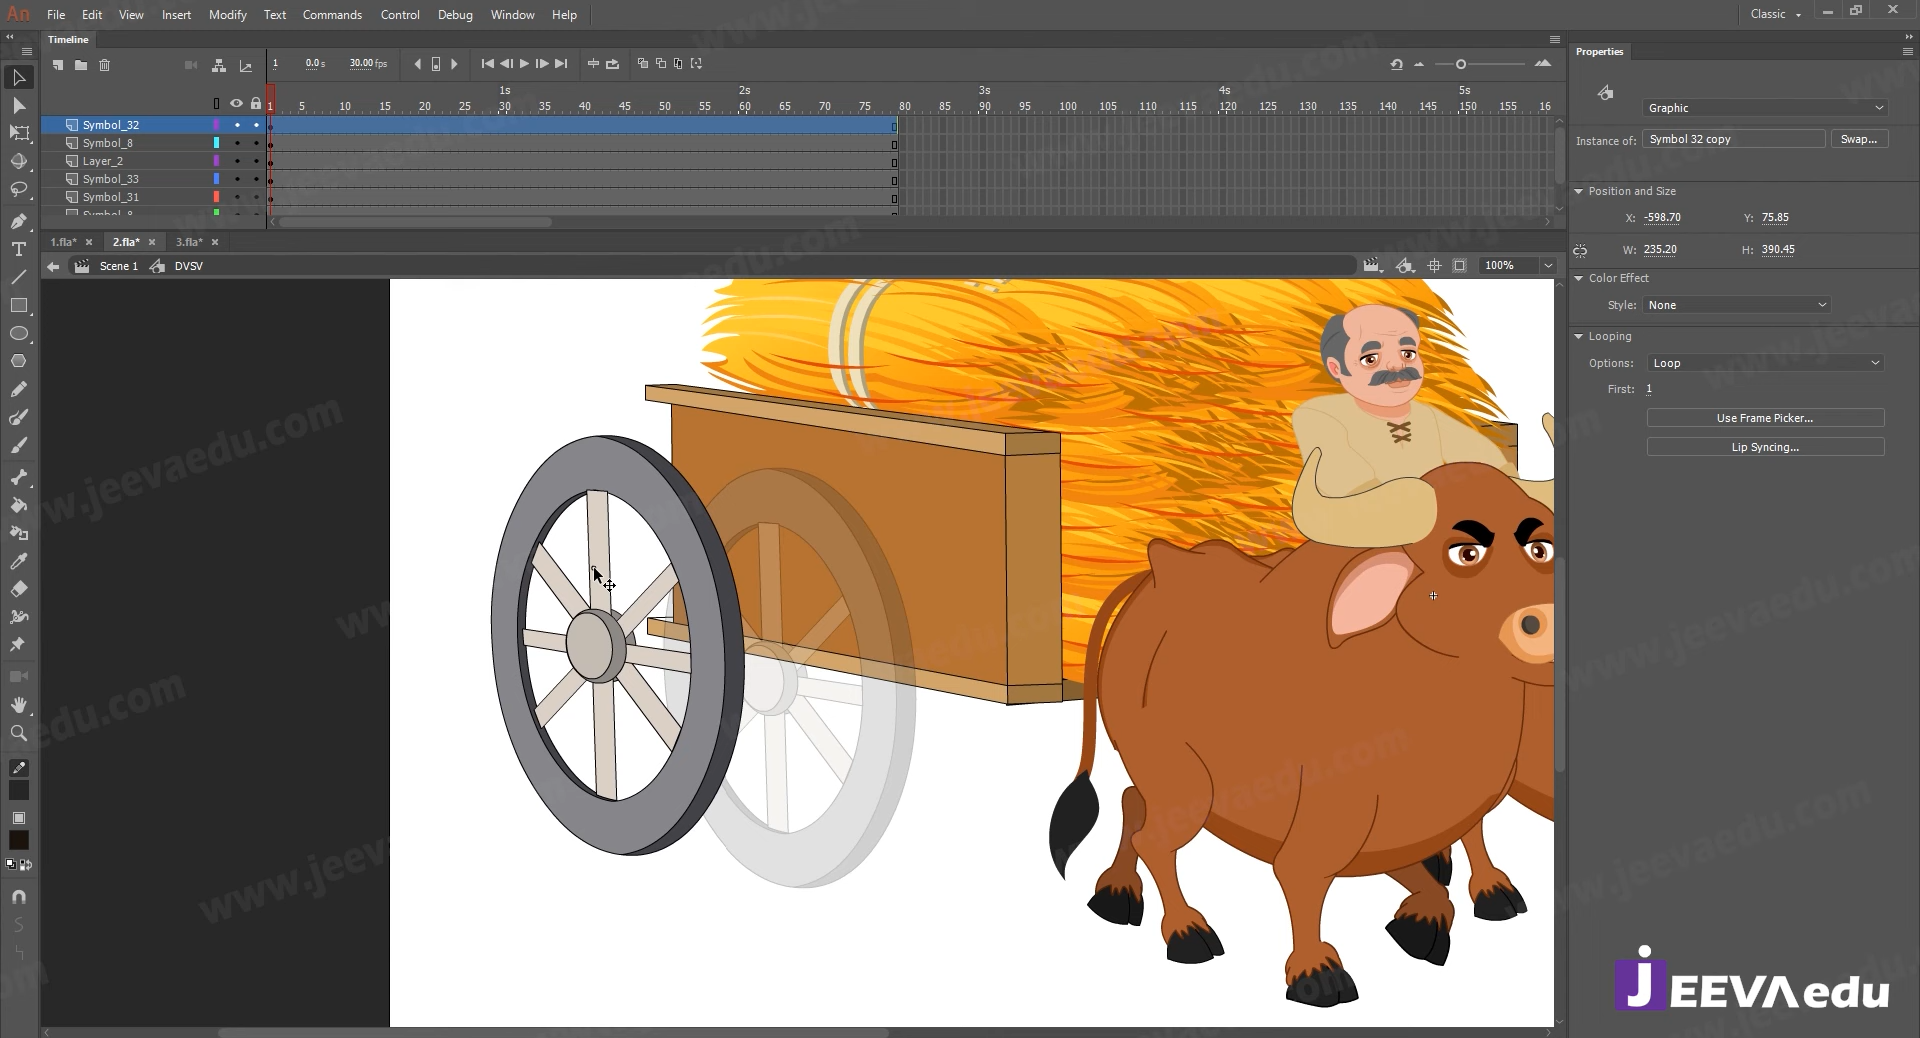 An File Edit View Insert Modify Text Commands Control Debug Window Help Classic
Timeline
Properties
1 0.0 s 30.00 fps
1s 2s 3s 4s 5s
1 5 10 15 20 25 30 35 40 45 50 55 60 65 70 75 80 85 90 95 100 105 110 115 120 125 130 135 140 145 150 155 16
Symbol_32
Symbol_8
Layer_2
Symbol_33
Symbol_31
Symbol_8
1.fla* 2.fla* 3.fla*
Scene 1 DVSV 100%
Graphic
Instance of: Symbol 32 copy Swap...
Position and Size
X: -598.70 Y: 75.85
W: 235.20 H: 390.45
Color Effect
Style: None
Looping
Options: Loop
First: 1
Use Frame Picker...
Lip Syncing...
www.jeevaedu.com
JEEVA edu